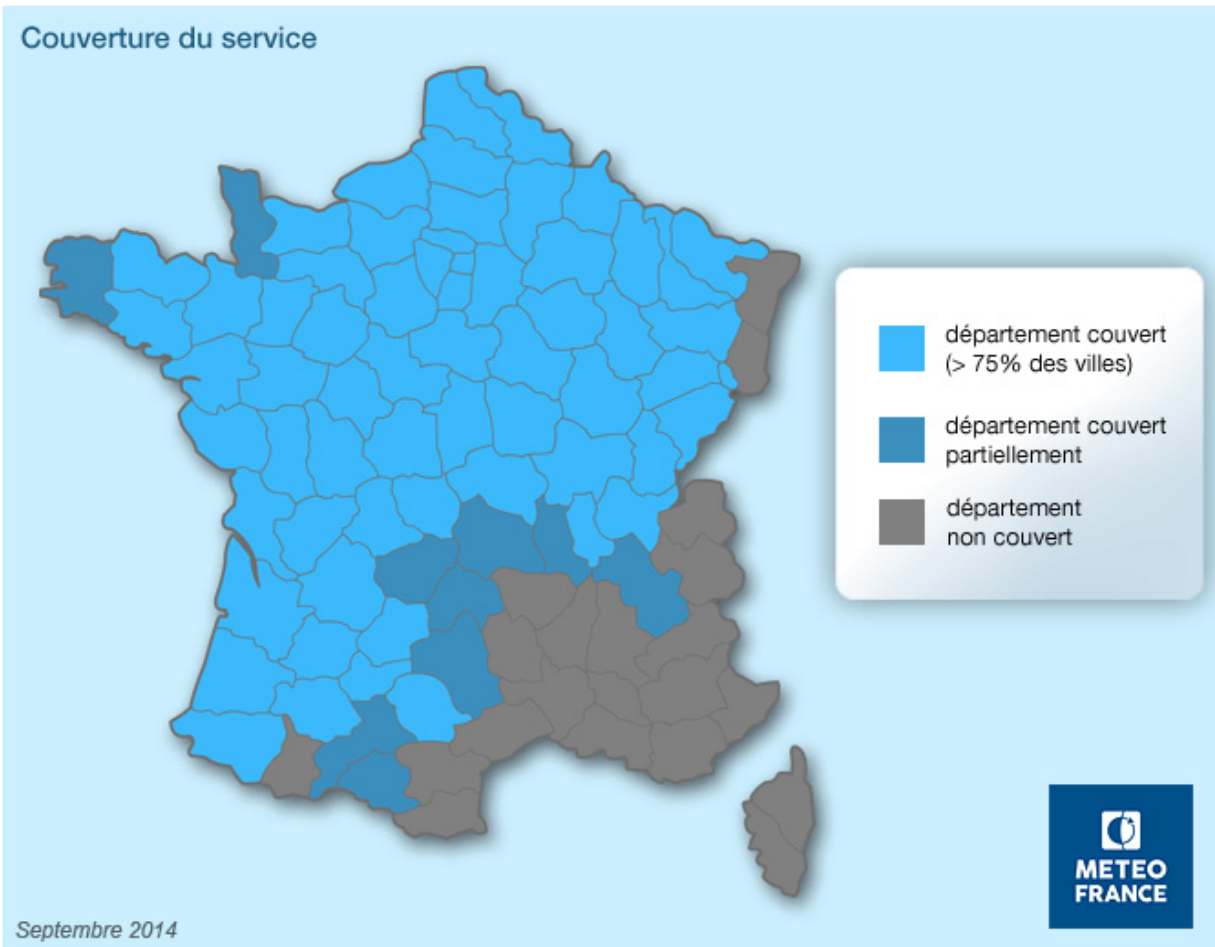 Couverture du service
département couvert
(> 75% des villes)
département couvert
partiellement
département
non couvert
METEO
FRANCE
Septembre 2014